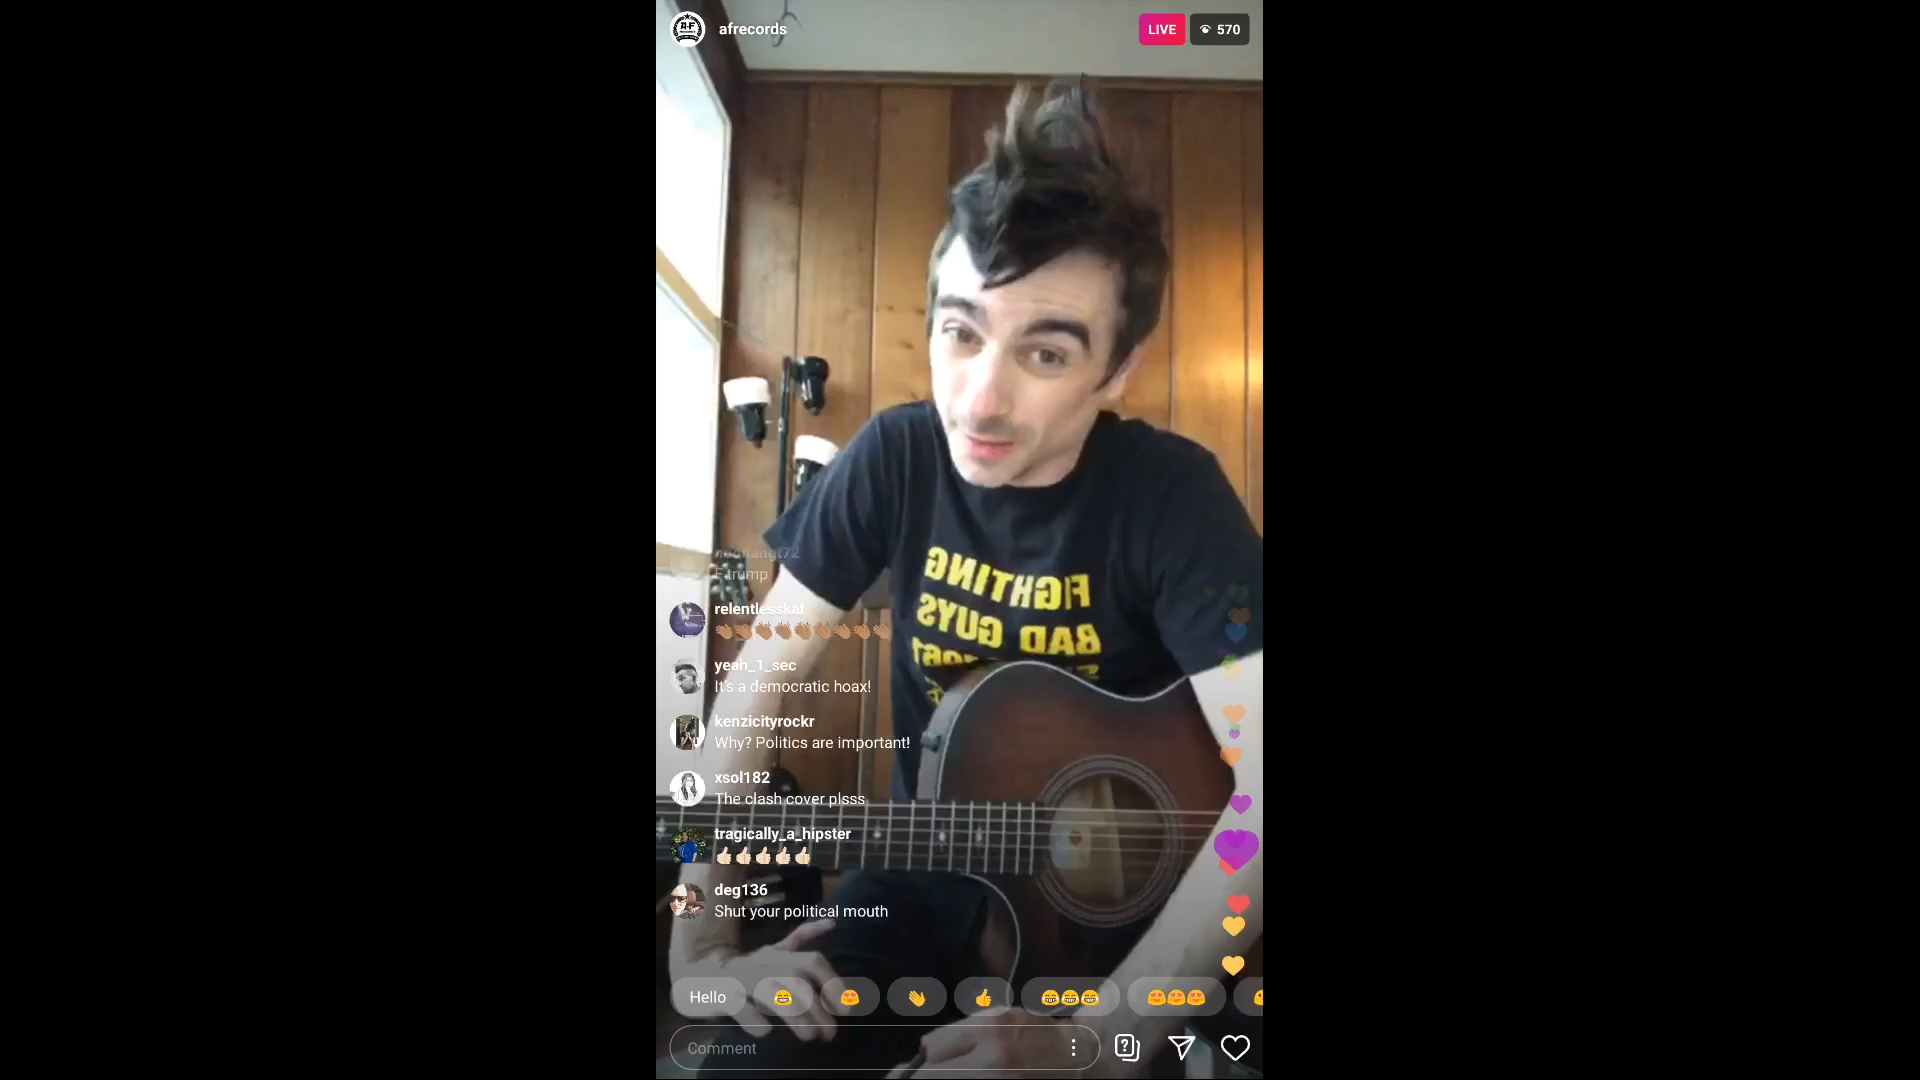 afrecords
LIVE
570
F trump
relentlesskat
yeah_1_sec
It's a democratic hoax!
kenzicityrockr
Why? Politics are important!
xsol182
The clash cover plsss
tragically_a_hipster
deg136
Shut your political mouth
FIGHTING
BAD GUYS
Hello
Comment